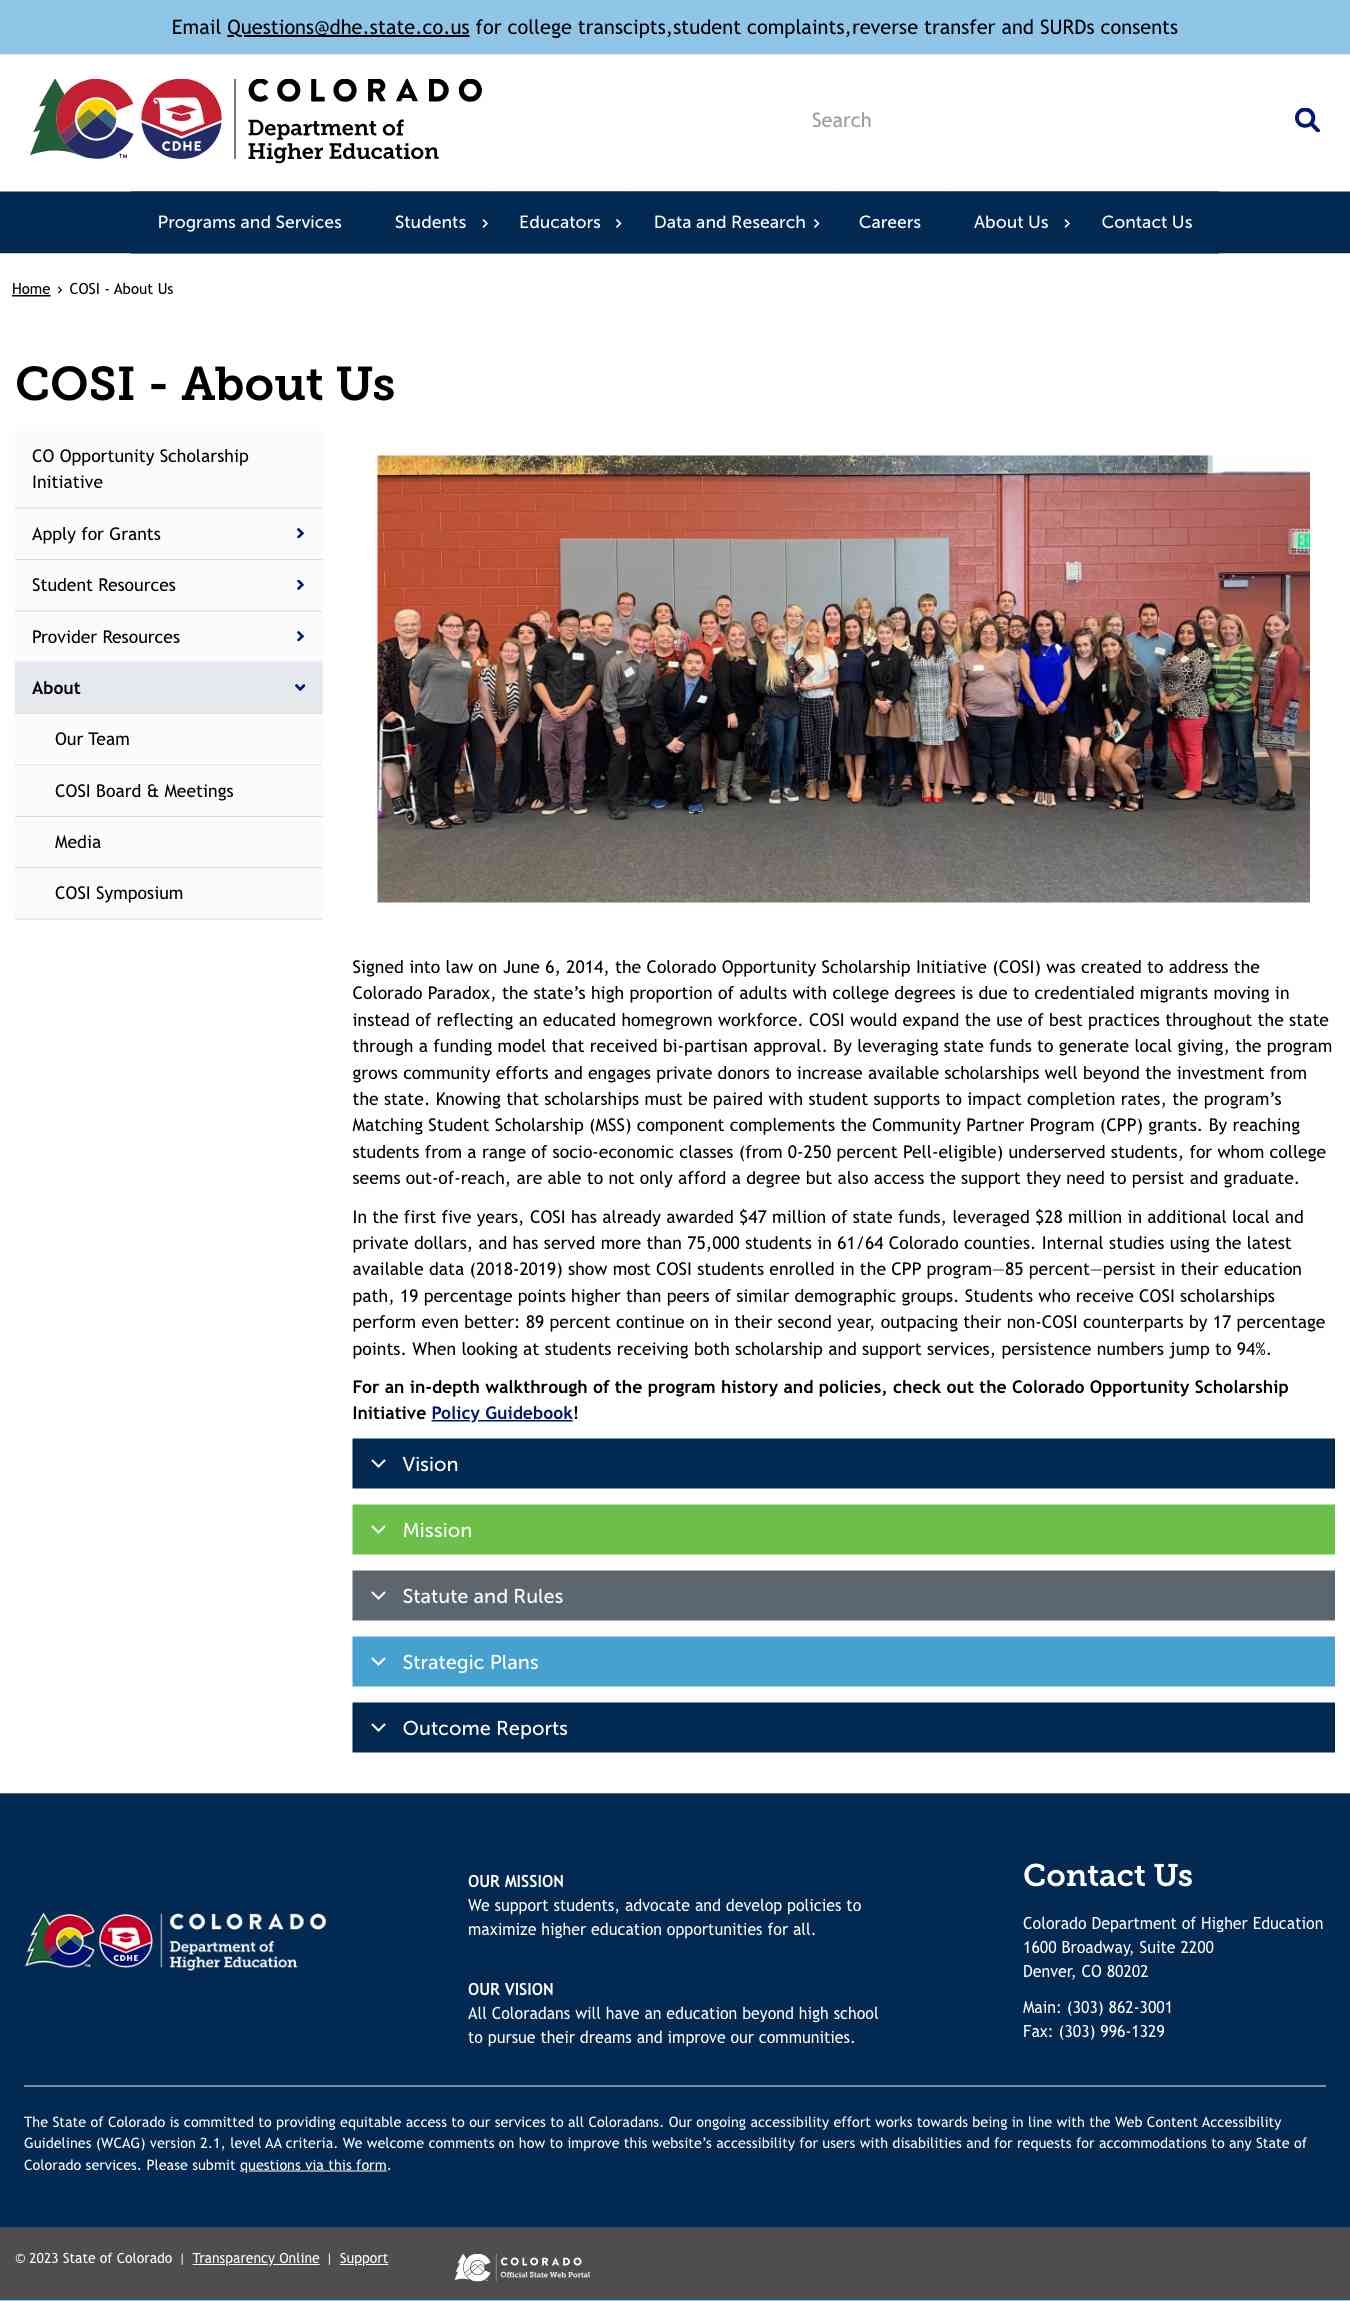 Email Questions@dhe.state.co.us for college transcipts,student complaints,reverse transfer and SURDs consents
COLORADO
Department of
Higher Education
CDHE
TM
Search
Programs and Services
Students
Educators
Data and Research
Careers
About Us
Contact Us
Home › COSI - About Us
COSI - About Us
CO Opportunity Scholarship
Initiative
Apply for Grants
Student Resources
Provider Resources
About
Our Team
COSI Board & Meetings
Media
COSI Symposium
Signed into law on June 6, 2014, the Colorado Opportunity Scholarship Initiative (COSI) was created to address the
Colorado Paradox, the state’s high proportion of adults with college degrees is due to credentialed migrants moving in
instead of reflecting an educated homegrown workforce. COSI would expand the use of best practices throughout the state
through a funding model that received bi-partisan approval. By leveraging state funds to generate local giving, the program
grows community efforts and engages private donors to increase available scholarships well beyond the investment from
the state. Knowing that scholarships must be paired with student supports to impact completion rates, the program’s
Matching Student Scholarship (MSS) component complements the Community Partner Program (CPP) grants. By reaching
students from a range of socio-economic classes (from 0-250 percent Pell-eligible) underserved students, for whom college
seems out-of-reach, are able to not only afford a degree but also access the support they need to persist and graduate.
In the first five years, COSI has already awarded $47 million of state funds, leveraged $28 million in additional local and
private dollars, and has served more than 75,000 students in 61/64 Colorado counties. Internal studies using the latest
available data (2018-2019) show most COSI students enrolled in the CPP program—85 percent—persist in their education
path, 19 percentage points higher than peers of similar demographic groups. Students who receive COSI scholarships
perform even better: 89 percent continue on in their second year, outpacing their non-COSI counterparts by 17 percentage
points. When looking at students receiving both scholarship and support services, persistence numbers jump to 94%.
For an in-depth walkthrough of the program history and policies, check out the Colorado Opportunity Scholarship
Initiative Policy Guidebook!
Vision
Mission
Statute and Rules
Strategic Plans
Outcome Reports
COLORADO
Department of
Higher Education
CDHE
OUR MISSION
We support students, advocate and develop policies to
maximize higher education opportunities for all.
OUR VISION
All Coloradans will have an education beyond high school
to pursue their dreams and improve our communities.
Contact Us
Colorado Department of Higher Education
1600 Broadway, Suite 2200
Denver, CO 80202
Main: (303) 862-3001
Fax: (303) 996-1329
The State of Colorado is committed to providing equitable access to our services to all Coloradans. Our ongoing accessibility effort works towards being in line with the Web Content Accessibility
Guidelines (WCAG) version 2.1, level AA criteria. We welcome comments on how to improve this website’s accessibility for users with disabilities and for requests for accommodations to any State of
Colorado services. Please submit questions via this form.
© 2023 State of Colorado | Transparency Online | Support
COLORADO
Official State Web Portal